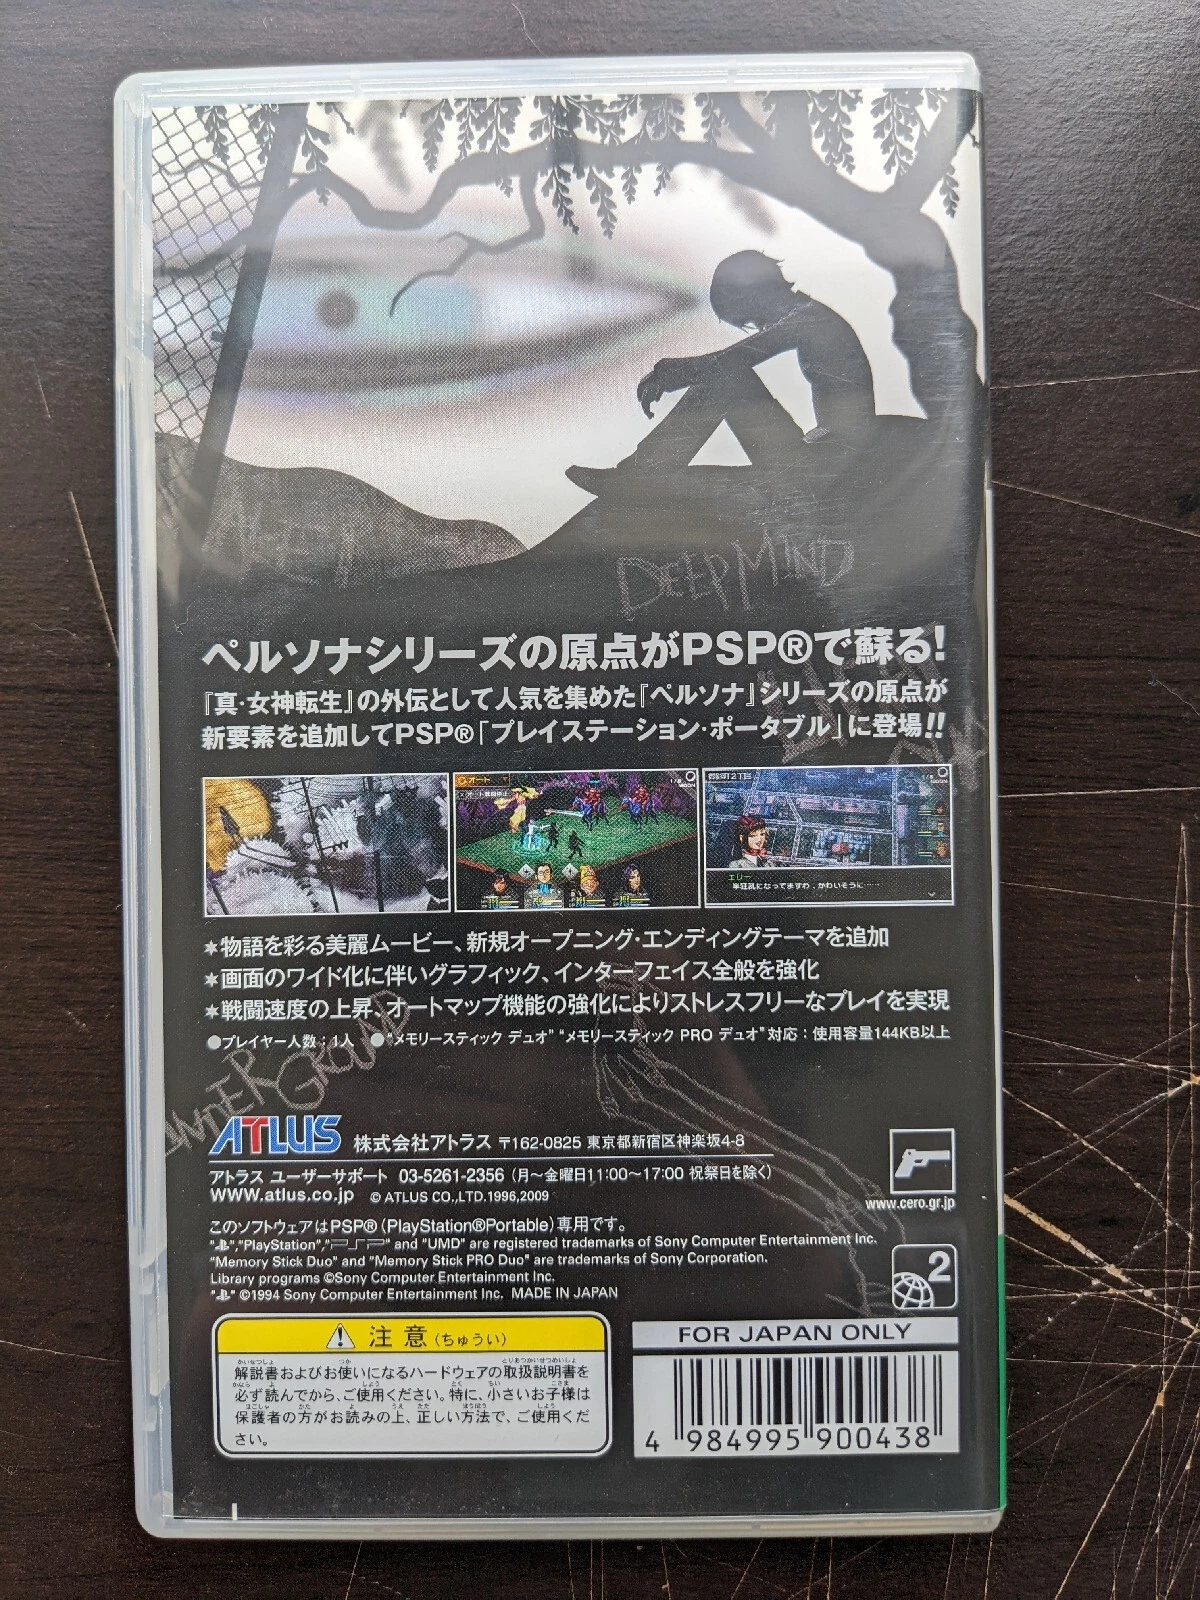 DEEP MIND
ペルソナシリーズの原点がPSP®で蘇る!
『真・女神転生』の外伝として人気を集めた『ペルソナ』シリーズの原点が
新要素を追加してPSP®「プレイステーション・ポータブル」に登場!!
オート
エリー
半狂乱になってますわ、かわいそうに……
＊物語を彩る美麗ムービー、新規オープニング・エンディングテーマを追加
＊画面のワイド化に伴いグラフィック、インターフェイス全般を強化
＊戦闘速度の上昇、オートマップ機能の強化によりストレスフリーなプレイを実現
●プレイヤー人数：1人 ●"メモリースティック デュオ" "メモリースティック PRO デュオ"対応：使用容量144KB以上
UNDER GROUND
ATLUS 株式会社アトラス 〒162-0825 東京都新宿区神楽坂4-8
アトラス ユーザーサポート 03-5261-2356 (月～金曜日11:00～17:00 祝祭日を除く)
www.atlus.co.jp © ATLUS CO.,LTD.1996,2009
www.cero.gr.jp
このソフトウェアはPSP® (PlayStation®Portable) 専用です。
"","PlayStation","PSP" and "UMD" are registered trademarks of Sony Computer Entertainment Inc.
"Memory Stick Duo" and "Memory Stick PRO Duo" are trademarks of Sony Corporation.
Library programs ©Sony Computer Entertainment Inc.
"" ©1994 Sony Computer Entertainment Inc. MADE IN JAPAN
2
注意(ちゅうい)
解説書およびお使いになるハードウェアの取扱説明書を
必ず読んでから、ご使用ください。特に、小さいお子様は
保護者の方がお読みの上、正しい方法で、ご使用くだ
さい。
FOR JAPAN ONLY
4 984995 900438